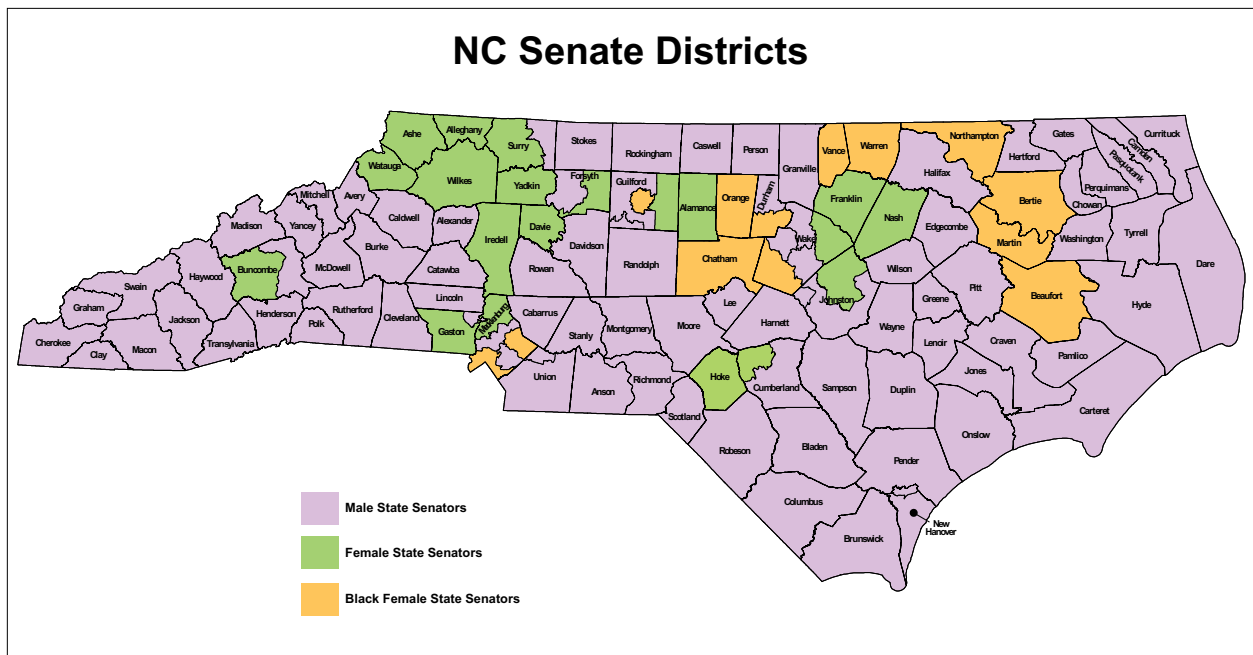 NC Senate Districts
Ashe
Alleghany
Surry
Stokes
Rockingham
Caswell
Person
Granville
Vance
Warren
Northampton
Gates
Hertford
Camden
Currituck
Pasquotank
Perquimans
Chowan
Halifax
Watauga
Wilkes
Yadkin
Forsyth
Guilford
Alamance
Orange
Durham
Franklin
Nash
Edgecombe
Bertie
Martin
Washington
Tyrrell
Dare
Mitchell
Avery
Caldwell
Alexander
Iredell
Davie
Davidson
Randolph
Chatham
Wake
Wilson
Madison
Yancey
Burke
McDowell
Catawba
Rowan
Buncombe
Haywood
Swain
Graham
Jackson
Henderson
Rutherford
Polk
Cleveland
Lincoln
Gaston
Mecklenburg
Cabarrus
Stanly
Montgomery
Moore
Lee
Harnett
Johnston
Wayne
Greene
Pitt
Beaufort
Hyde
Cherokee
Clay
Macon
Transylvania
Union
Anson
Richmond
Scotland
Hoke
Cumberland
Sampson
Duplin
Lenoir
Craven
Jones
Pamlico
Carteret
Onslow
Robeson
Bladen
Pender
Columbus
Brunswick
New
Hanover
Male State Senators
Female State Senators
Black Female State Senators